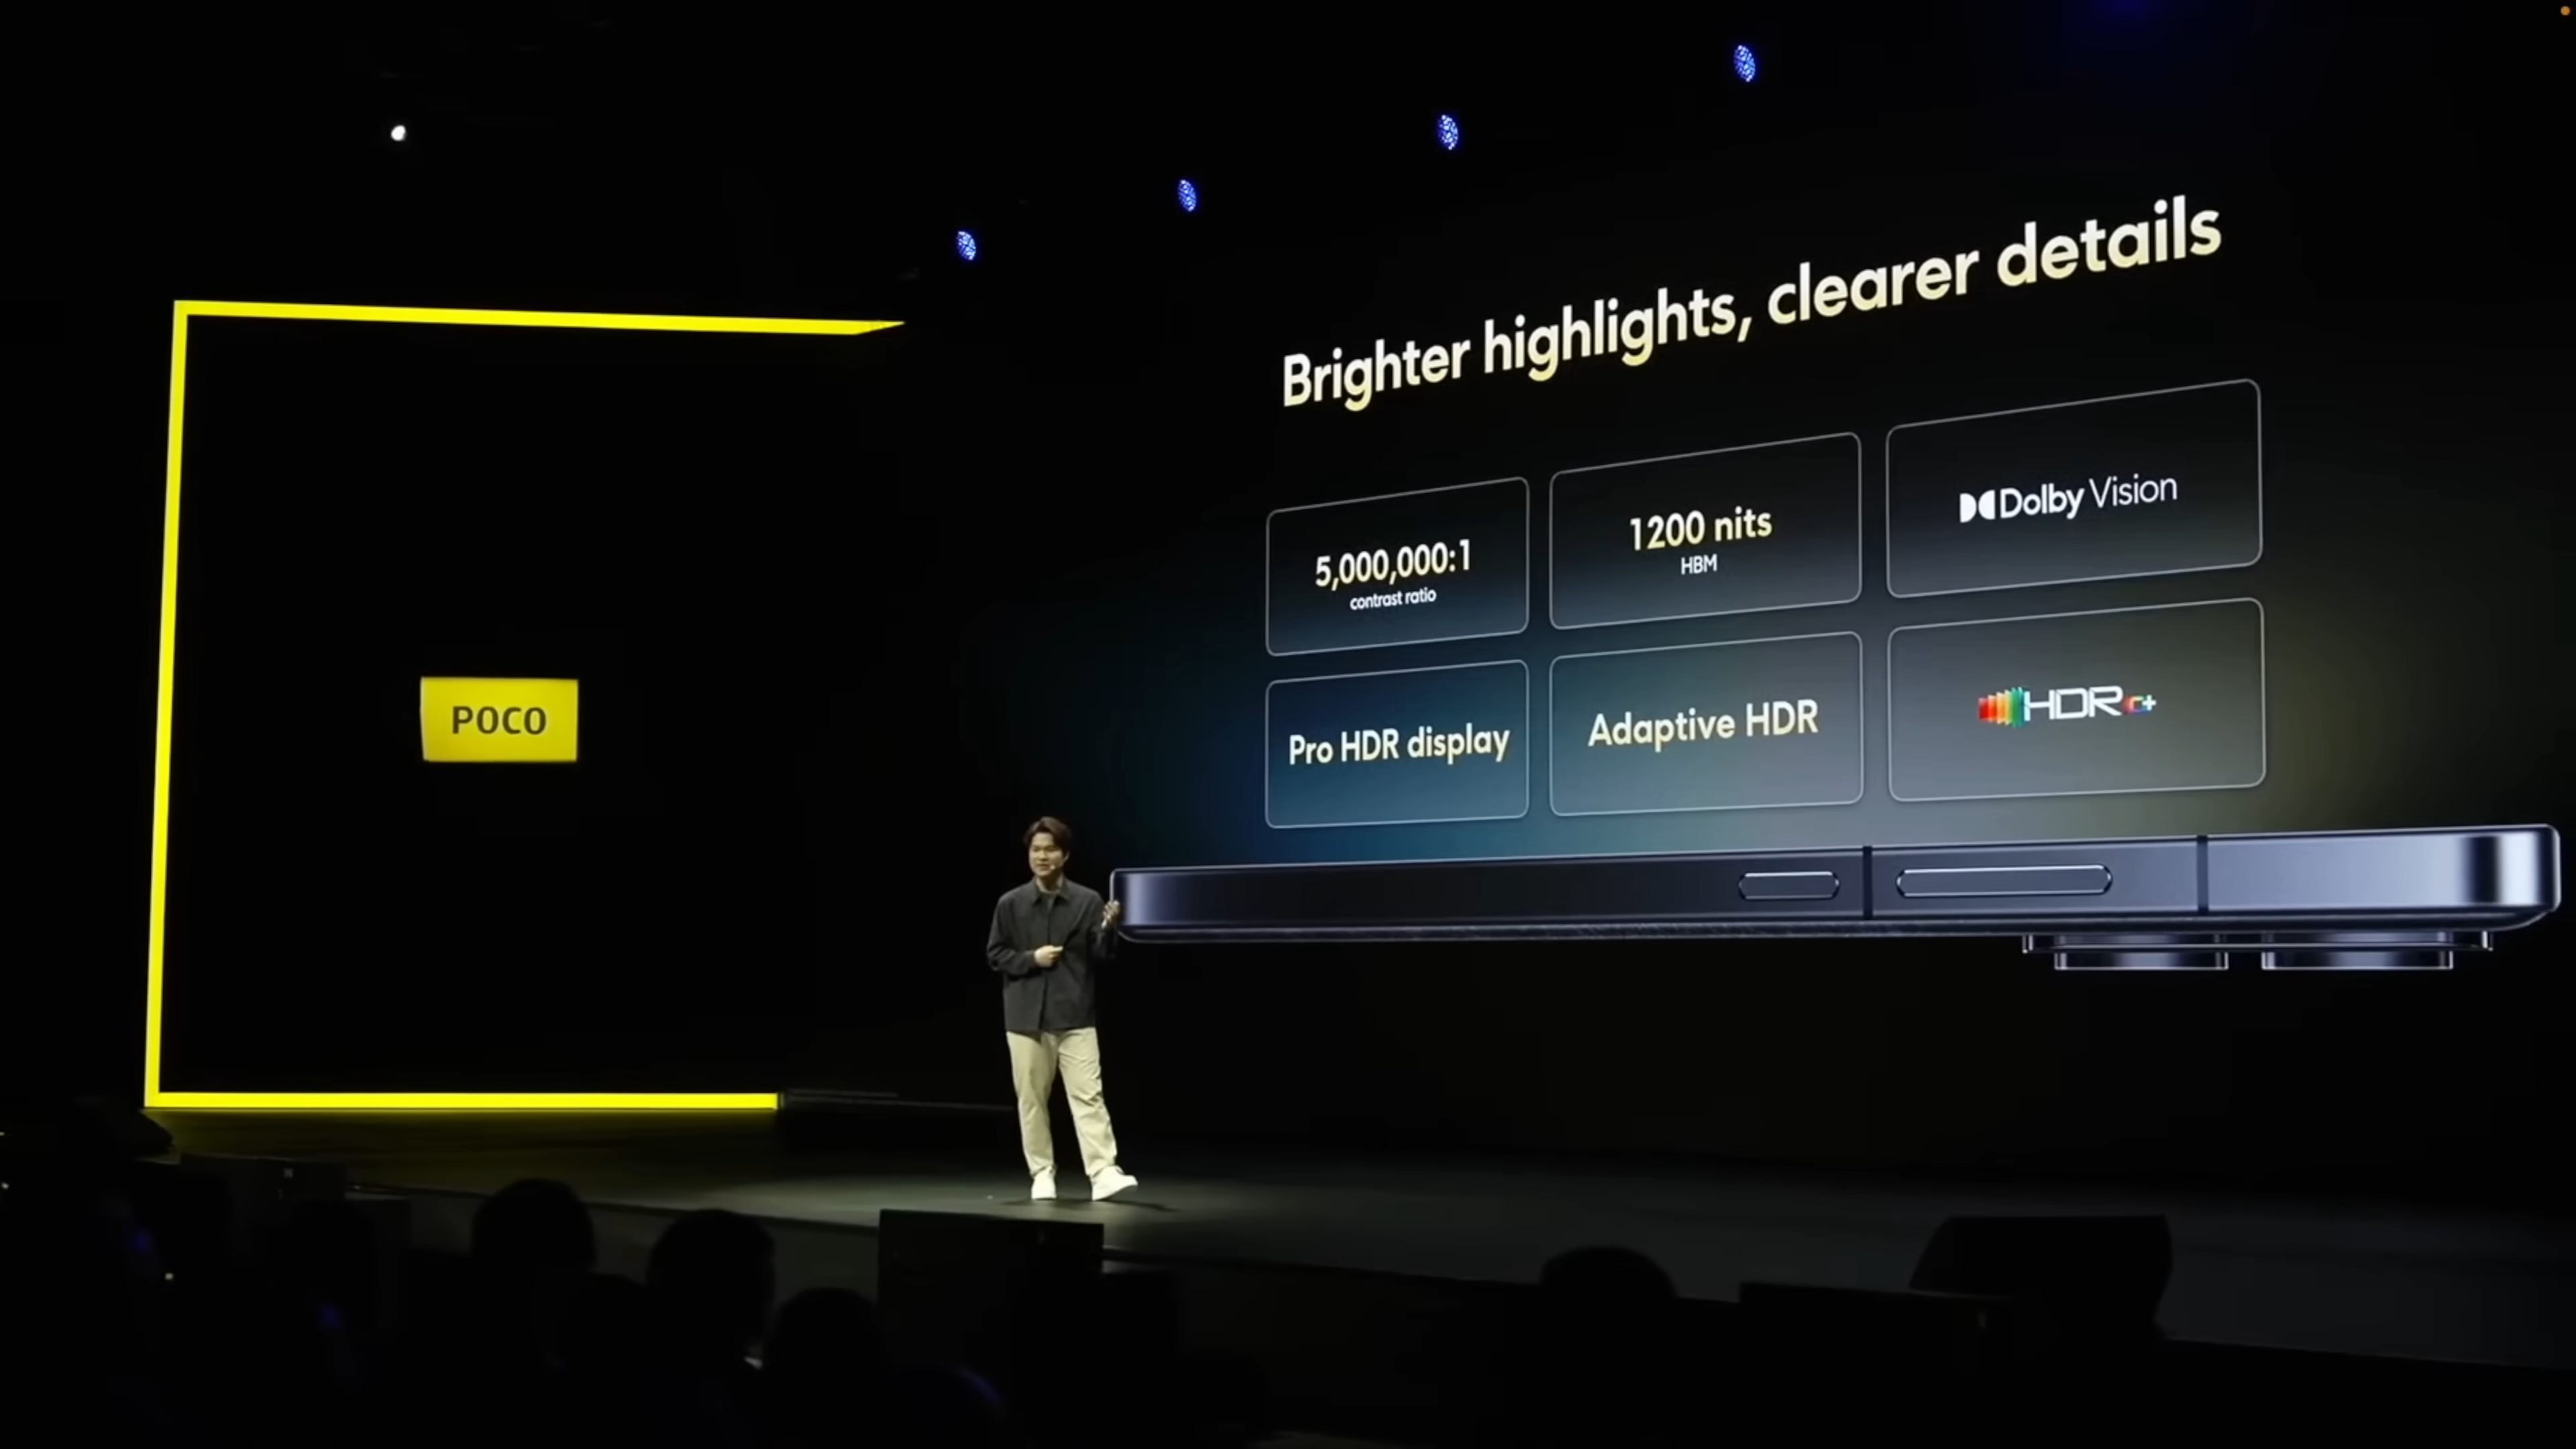 Brighter highlights, clearer details
5,000,000:1
contrast ratio
1200 nits
HBM
Dolby Vision
Pro HDR display
Adaptive HDR
HDR10+
POCO